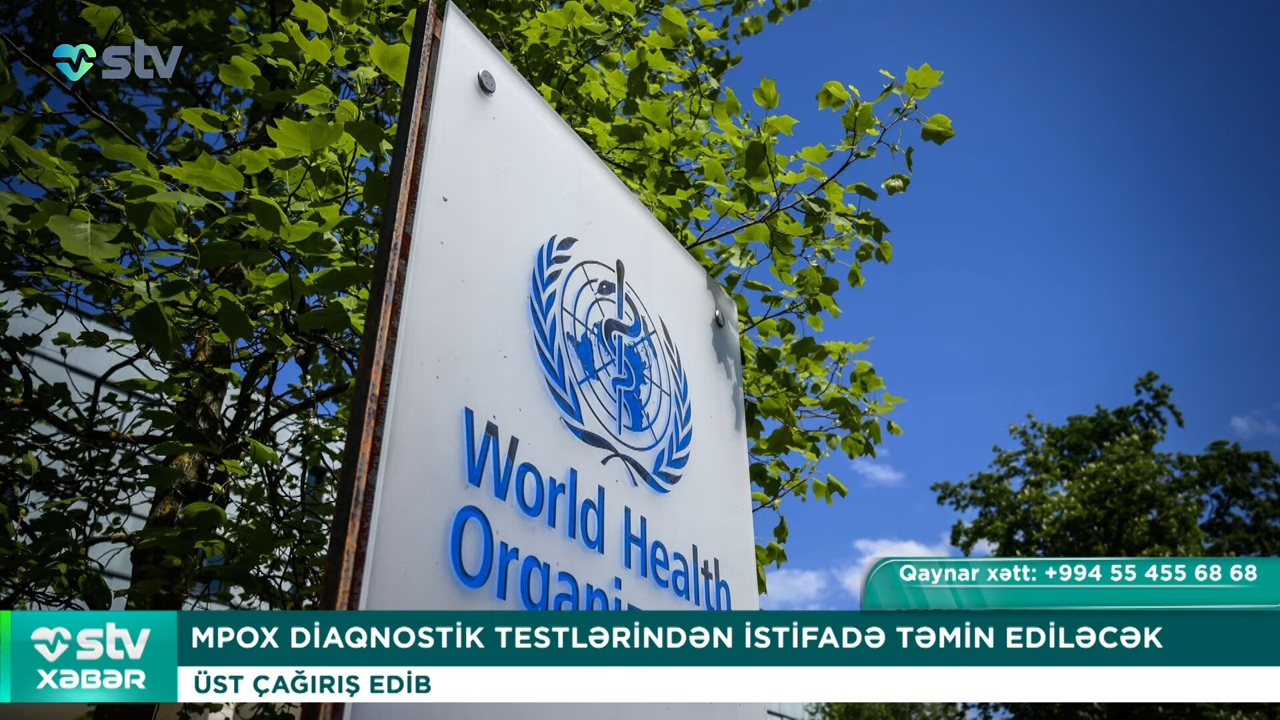 stv
World Health
Qaynar xətt: +994 55 455 68 68
stv
XƏBƏR
MPOX DİAQNOSTİK TESTLƏRİNDƏN İSTİFADƏ TƏMİN EDİLƏCƏK
ÜST ÇAĞIRIŞ EDİB